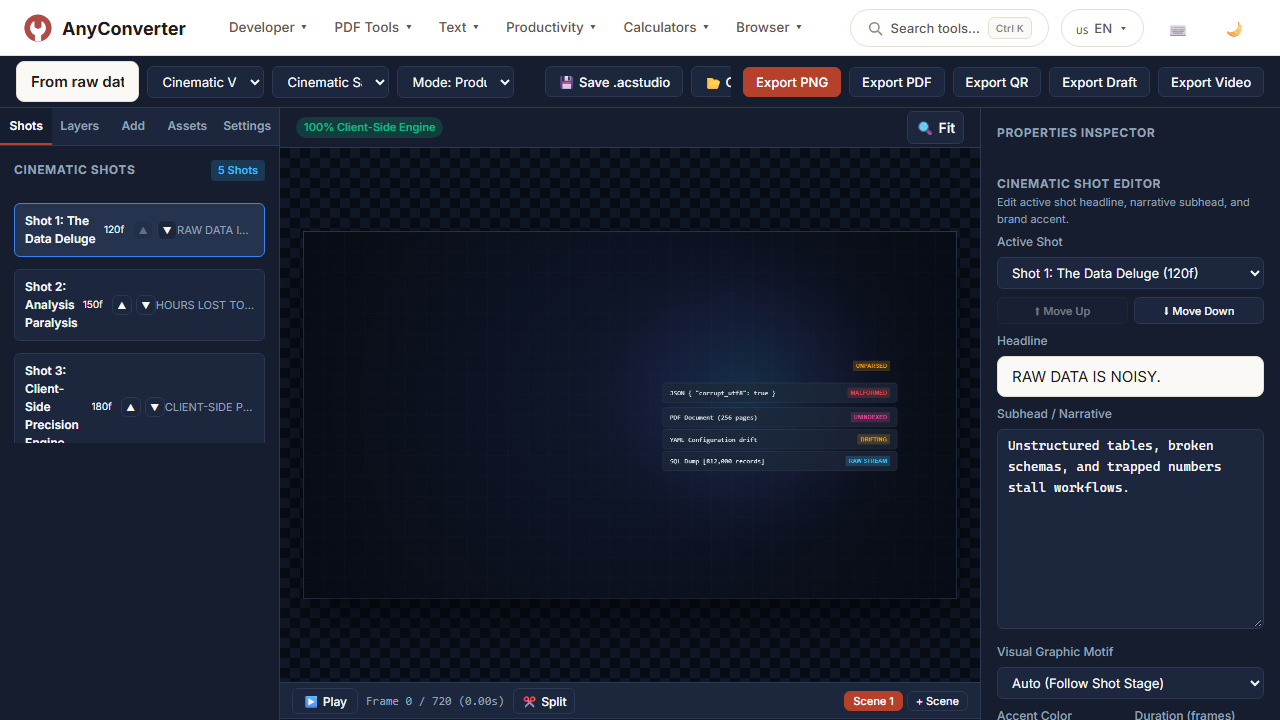 AnyConverter
Developer ▾
PDF Tools ▾
Text ▾
Productivity ▾
Calculators ▾
Browser ▾
Search tools... Ctrl K
US EN ▾
From raw dat
Cinematic V
Cinematic S
Mode: Produ
Save .acstudio
Export PNG
Export PDF
Export QR
Export Draft
Export Video
Shots
Layers
Add
Assets
Settings
CINEMATIC SHOTS
5 Shots
Shot 1: The
Data Deluge
120f ▲ ▼ RAW DATA I...
Shot 2:
Analysis
Paralysis
150f ▲ ▼ HOURS LOST TO...
Shot 3:
Client-
Side
Precision
Engine
180f ▲ ▼ CLIENT-SIDE P...
100% Client-Side Engine
Fit
UNPARSED
JSON { "corrupt_utf8": true } MALFORMED
PDF Document (256 pages) UNINDEXED
YAML Configuration drift DRIFTING
SQL Dump [812,000 records] RAW STREAM
Play
Frame 0 / 720 (0.00s)
Split
Scene 1
+ Scene
PROPERTIES INSPECTOR
CINEMATIC SHOT EDITOR
Edit active shot headline, narrative subhead, and
brand accent.
Active Shot
Shot 1: The Data Deluge (120f)
⬆ Move Up
⬇ Move Down
Headline
RAW DATA IS NOISY.
Subhead / Narrative
Unstructured tables, broken
schemas, and trapped numbers
stall workflows.
Visual Graphic Motif
Auto (Follow Shot Stage)
Accent Color
Duration (frames)